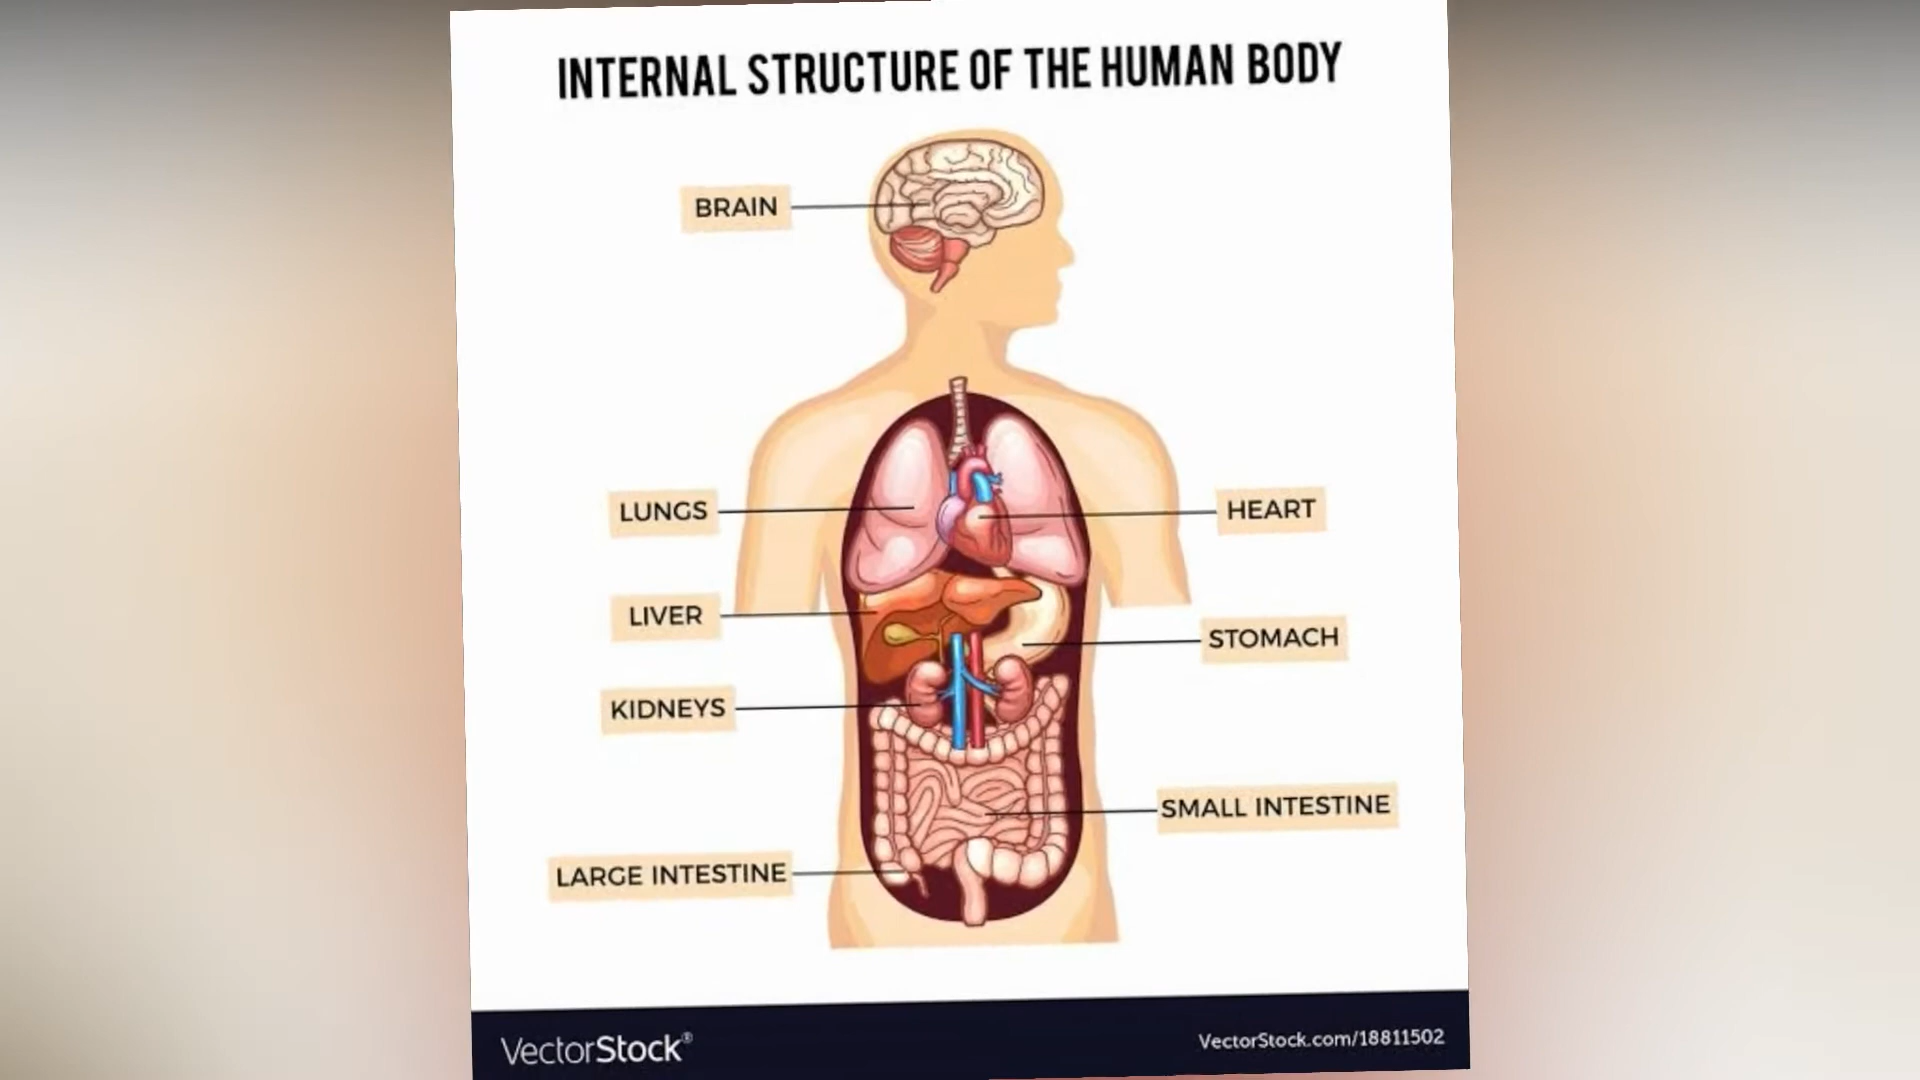 INTERNAL STRUCTURE OF THE HUMAN BODY
BRAIN
LUNGS
HEART
LIVER
STOMACH
KIDNEYS
SMALL INTESTINE
LARGE INTESTINE
VectorStock®
VectorStock.com/18811502